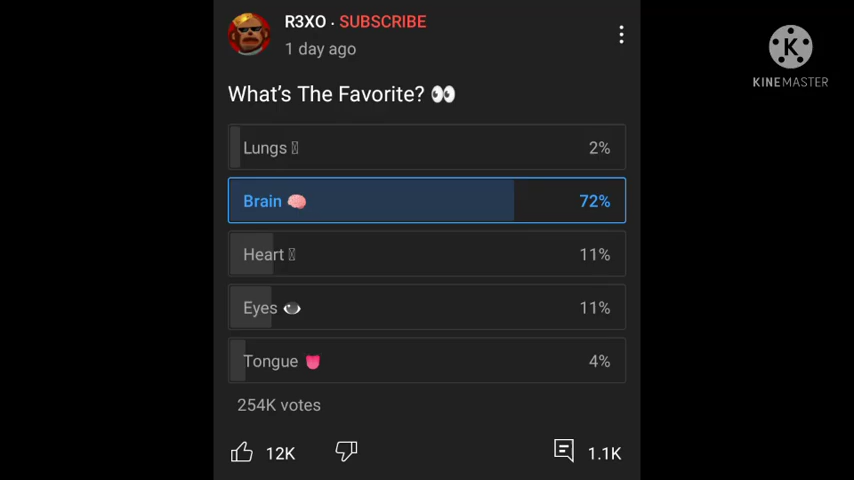 R3XO · SUBSCRIBE
1 day ago
What's The Favorite? 👀
Lungs 2%
Brain 🧠 72%
Heart 11%
Eyes 👁 11%
Tongue 👅 4%
254K votes
12K 1.1K
K
KINEMASTER